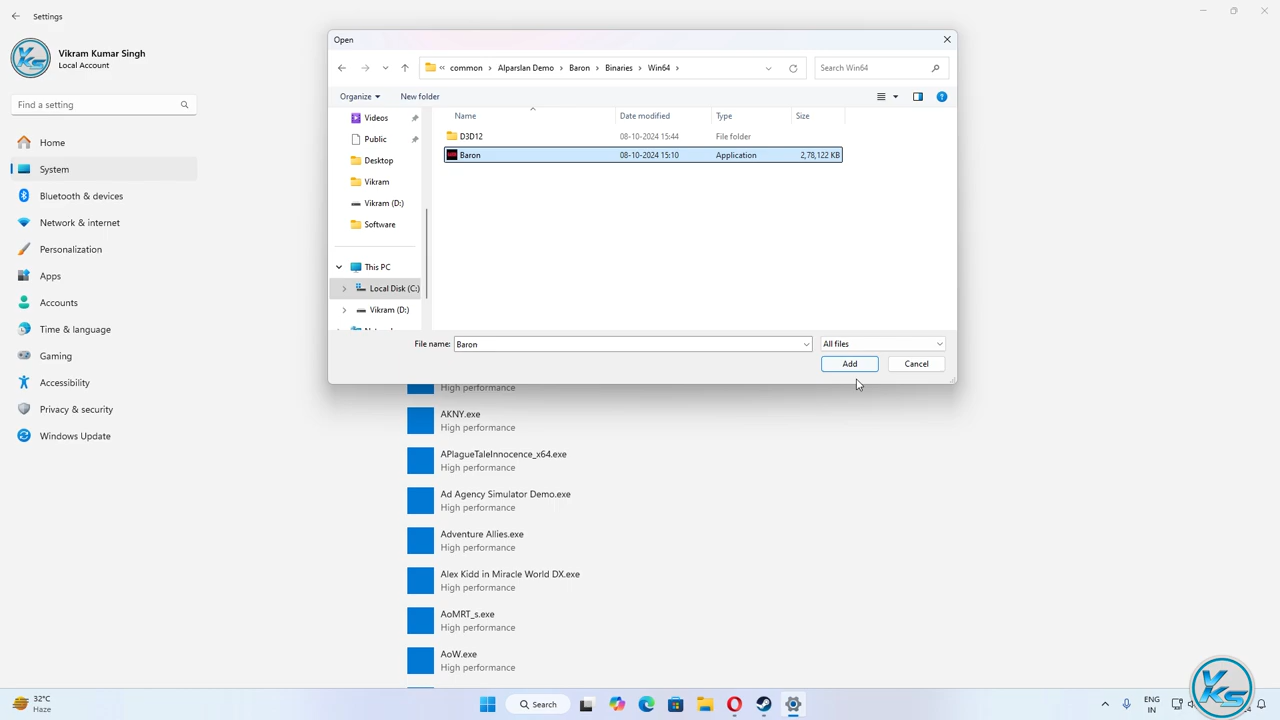 Settings
Vikram Kumar Singh
Local Account
Find a setting
Home
System
Bluetooth & devices
Network & internet
Personalization
Apps
Accounts
Time & language
Gaming
Accessibility
Privacy & security
Windows Update
Open
common > Alparslan Demo > Baron > Binaries > Win64 >
Search Win64
Organize
New folder
Name Date modified Type Size
D3D12 08-10-2024 15:44 File folder
Baron 08-10-2024 15:10 Application 2,78,122 KB
Videos
Public
Desktop
Vikram
Vikram (D:)
Software
This PC
Local Disk (C:)
Vikram (D:)
File name: Baron All files
Add Cancel
High performance
AKNY.exe
High performance
APlagueTaleInnocence_x64.exe
High performance
Ad Agency Simulator Demo.exe
High performance
Adventure Allies.exe
High performance
Alex Kidd in Miracle World DX.exe
High performance
AoMRT_s.exe
High performance
AoW.exe
High performance
32°C
Haze
Search
ENG
IN
KS